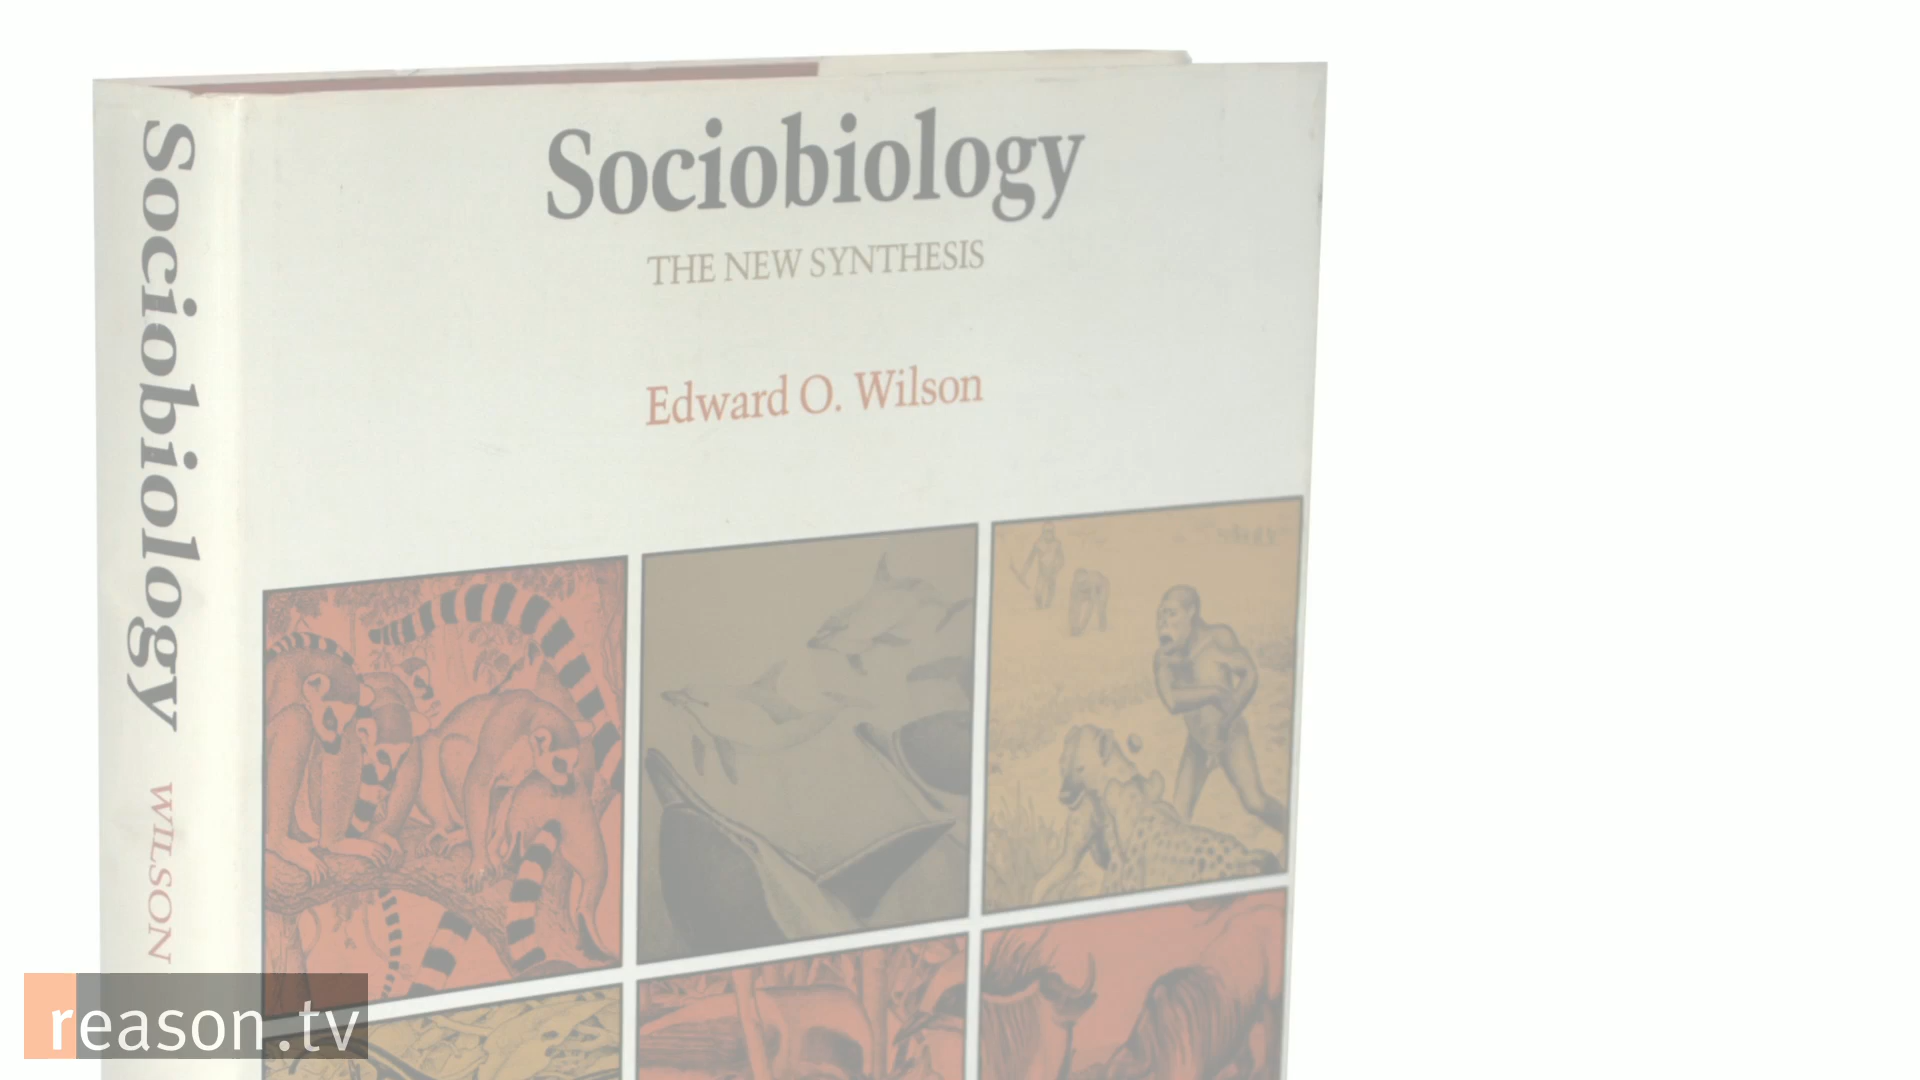 Sociobiology
THE NEW SYNTHESIS
Edward O. Wilson
Sociobiology WILSON
reason.tv